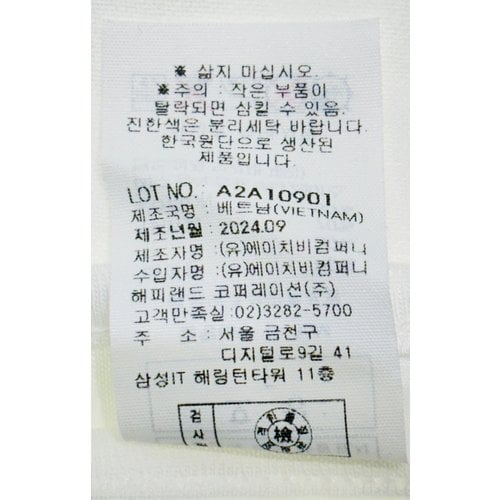 ※ 삶지 마십시오.
※주의 : 작은 부품이
탈락되면 삼킬 수 있음.
진한색은 분리세탁 바랍니다.
한국원단으로 생산된
제품입니다.
LOT NO. : A2A10901
제조국명 : 베트남(VIETNAM)
제조년월 : 2024.09
제조자명 :(유)에이치비컴퍼니
수입자명 :(유)에이치비컴퍼니
해피랜드 코퍼레이션(주)
고객만족실:02)3282-5700
주 소 : 서울 금천구
디지털로9길 41
삼성IT 해링턴타워 11층
검사
檢